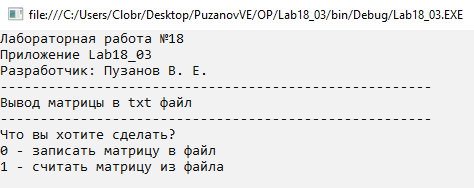 file:///C:/Users/Clobr/Desktop/PuzanovVE/OP/Lab18_03/bin/Debug/Lab18_03.EXE
Лабораторная работа №18
Приложение Lab18_03
Разработчик: Пузанов В. Е.
------------------------------------------------------
Вывод матрицы в txt файл
------------------------------------------------------
Что вы хотите сделать?
0 - записать матрицу в файл
1 - считать матрицу из файла